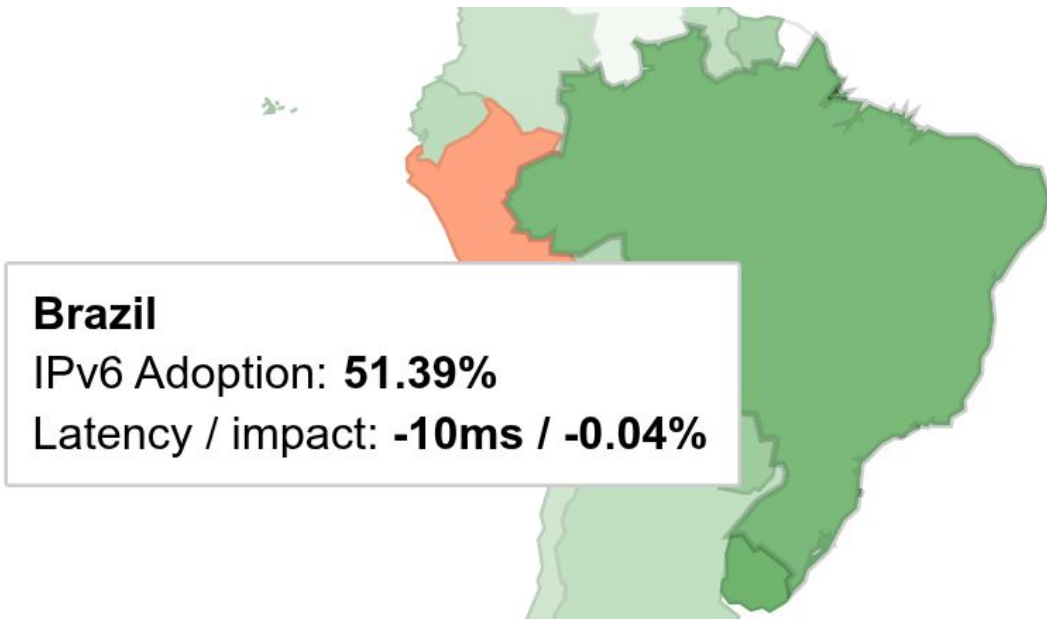 Brazil
IPv6 Adoption: 51.39%
Latency / impact: -10ms / -0.04%